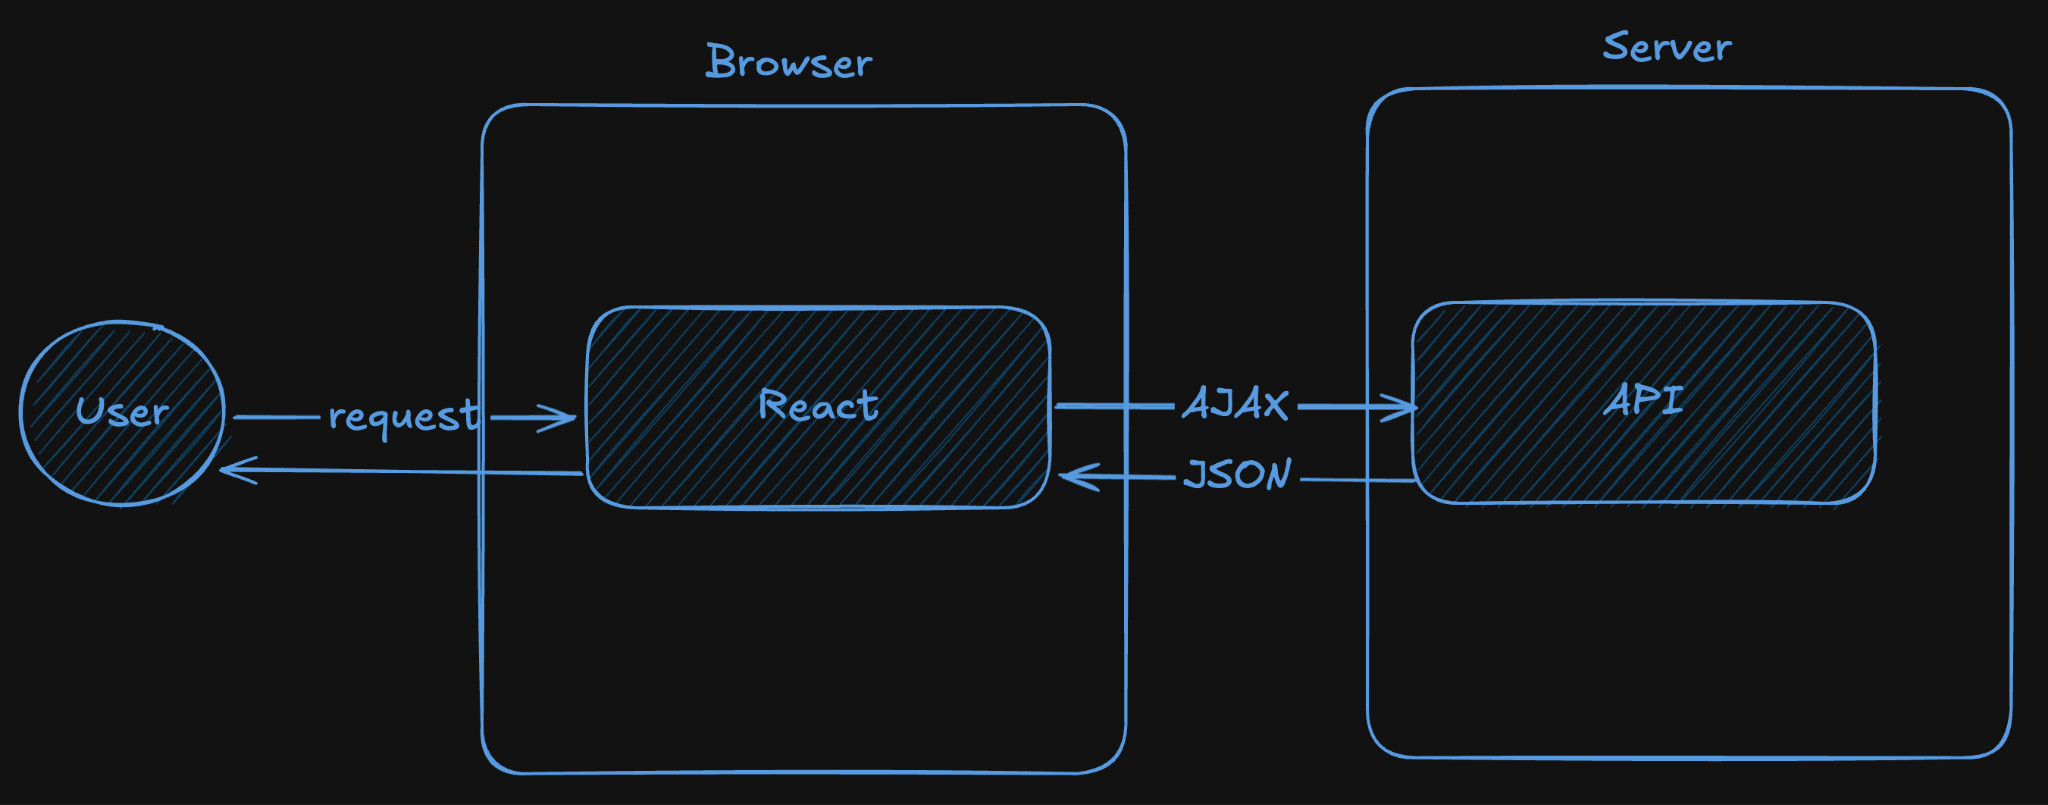 Browser
Server
User
request
React
AJAX
API
JSON